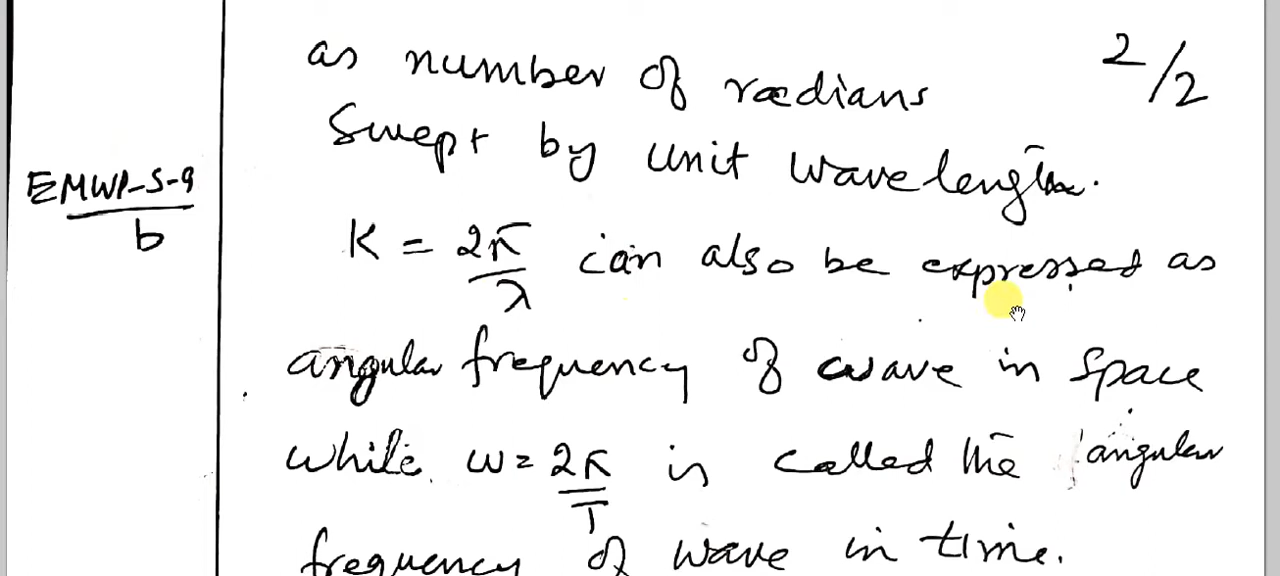 as number of radians
2/2
Swept by unit wavelength.
EMWP-S-9
b
K = 2π/λ can also be expressed as
angular frequency of wave in space
while ω = 2π/T is called the angular
frequency of wave in time.